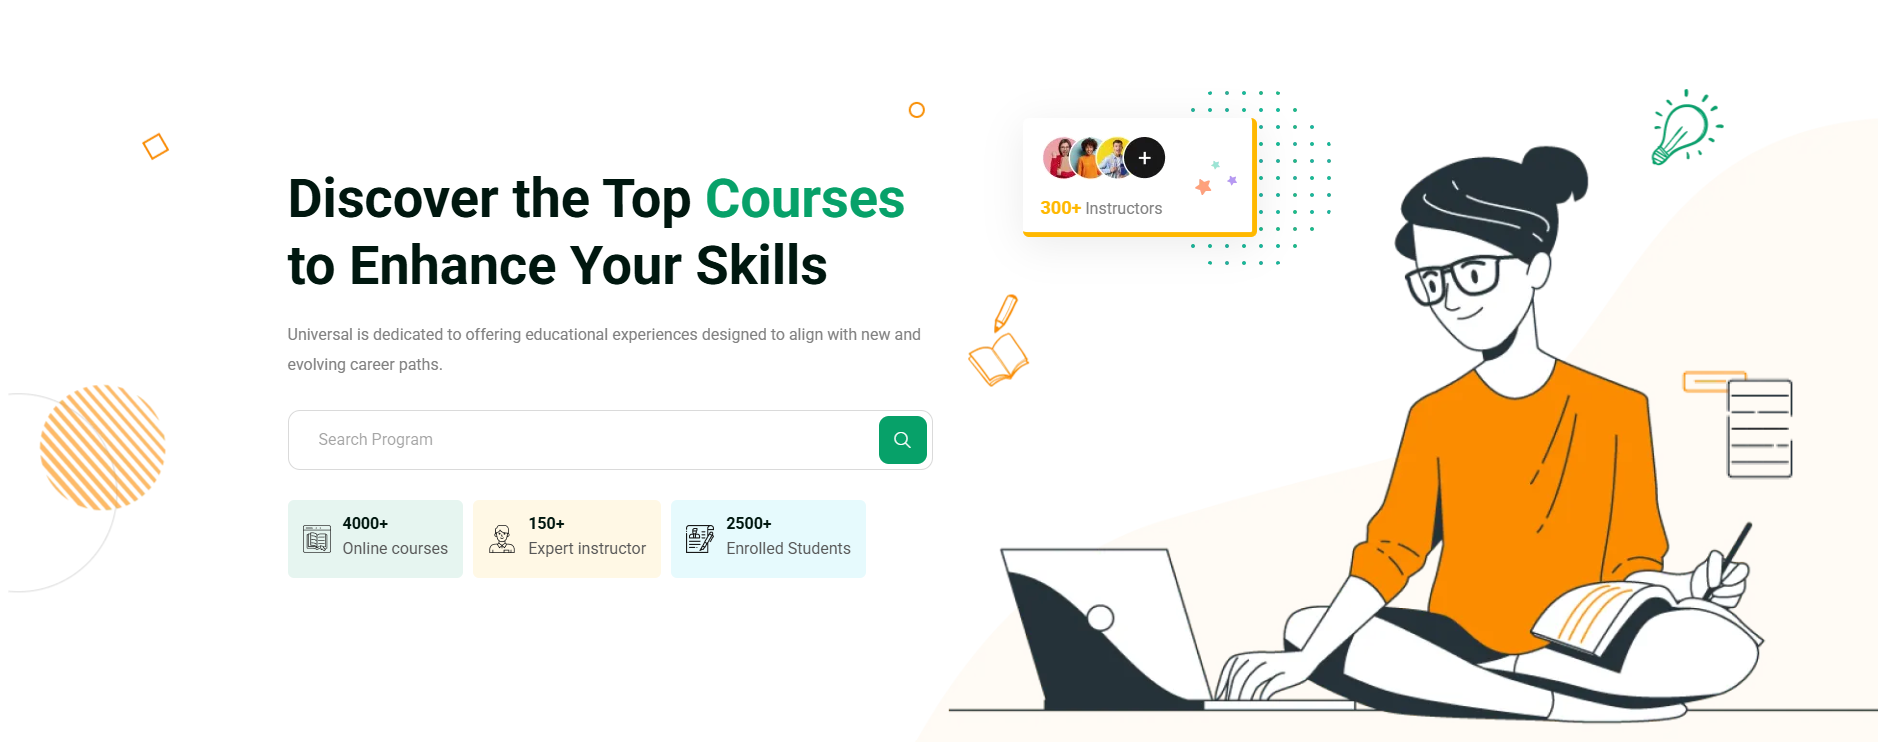 Discover the Top Courses
to Enhance Your Skills
Universal is dedicated to offering educational experiences designed to align with new and
evolving career paths.
Search Program
4000+
Online courses
150+
Expert instructor
2500+
Enrolled Students
300+ Instructors